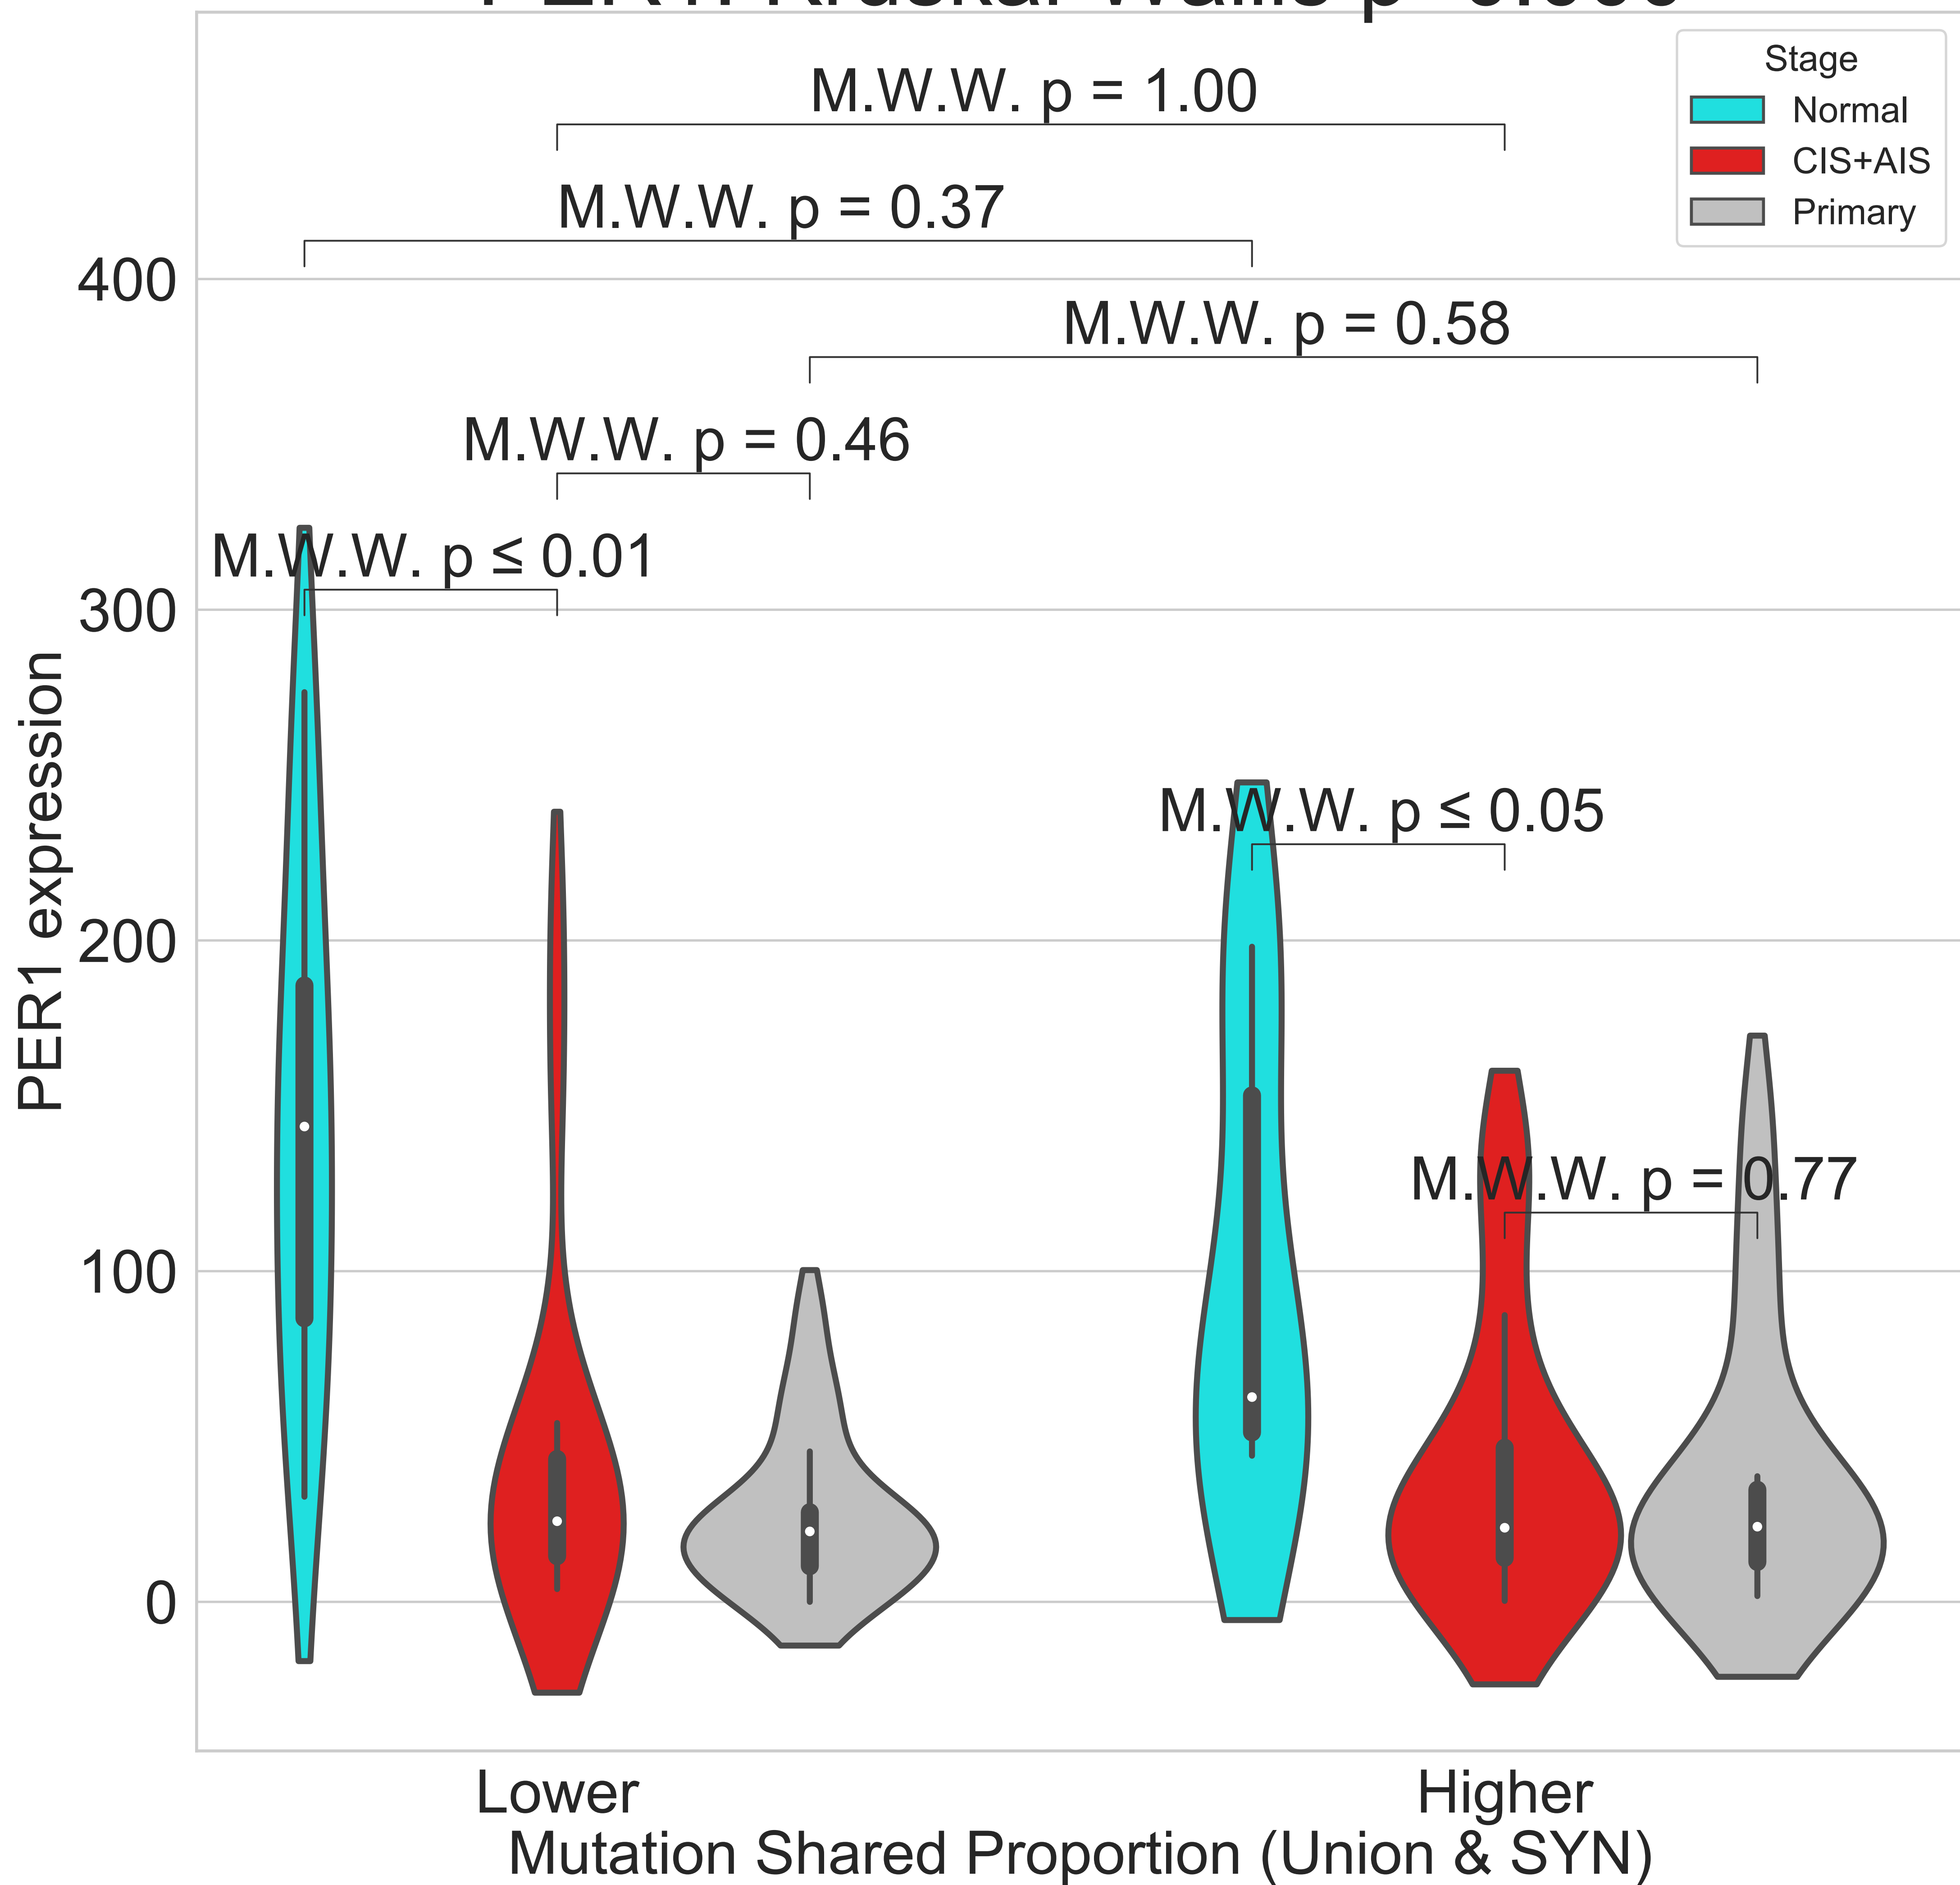 Stage
Normal
CIS+AIS
Primary
M.W.W. p = 1.00
M.W.W. p = 0.37
M.W.W. p = 0.58
M.W.W. p = 0.46
M.W.W. p ≤ 0.01
M.W.W. p ≤ 0.05
M.W.W. p = 0.77
PER1 expression
400
300
200
100
0
Lower
Higher
Mutation Shared Proportion (Union & SYN)